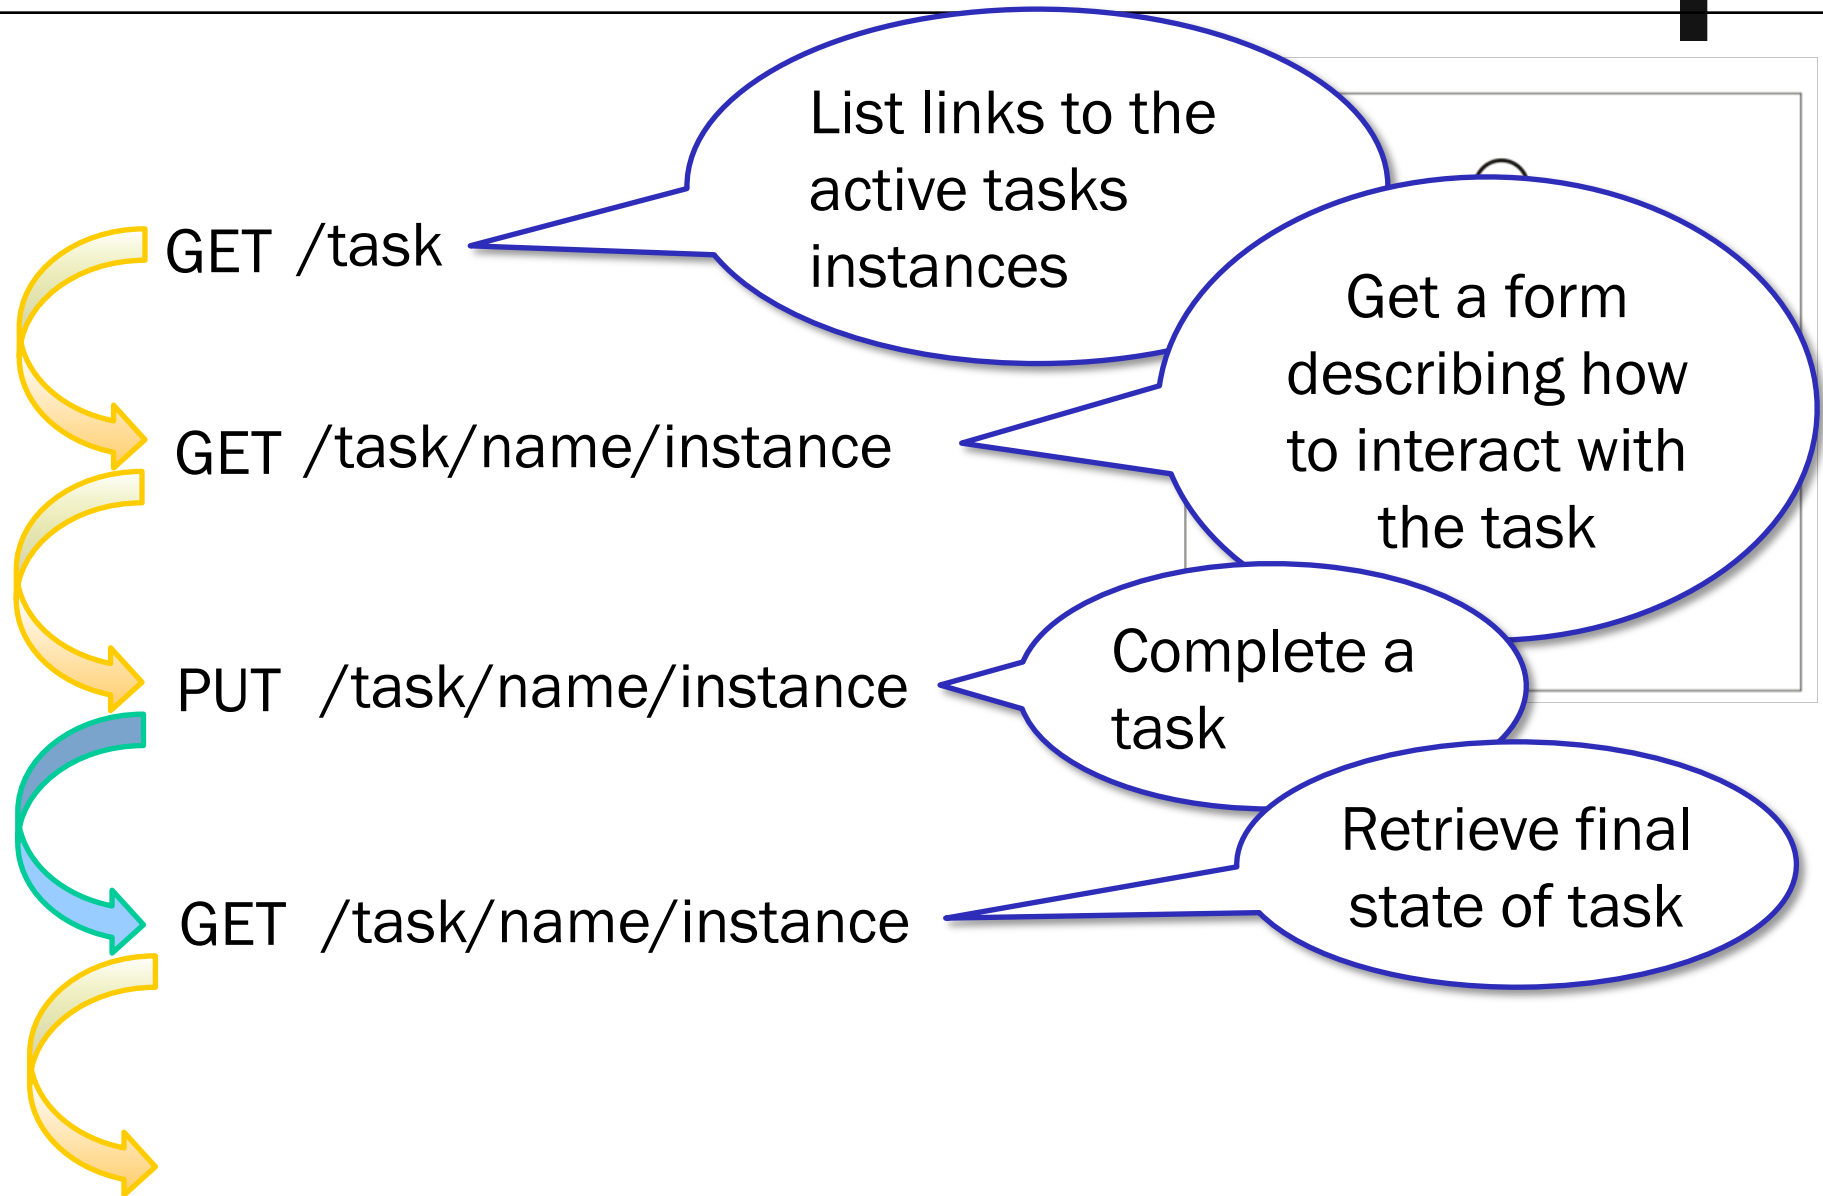 GET /task
List links to the
active tasks
instances
GET /task/name/instance
Get a form
describing how
to interact with
the task
PUT /task/name/instance
Complete a
task
GET /task/name/instance
Retrieve final
state of task